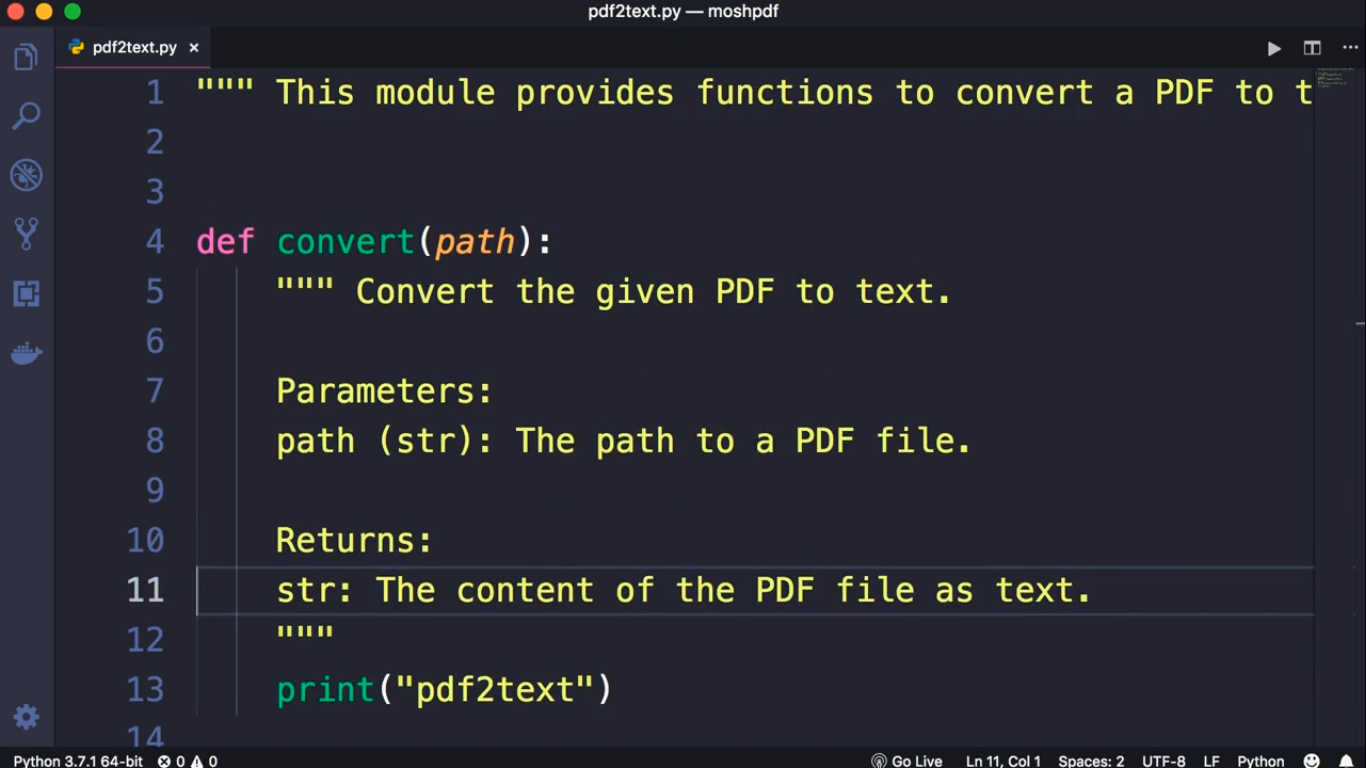 pdf2text.py — moshpdf
pdf2text.py ×
1 """ This module provides functions to convert a PDF to t
2
3
4 def convert(path):
5 """ Convert the given PDF to text.
6
7 Parameters:
8 path (str): The path to a PDF file.
9
10 Returns:
11 str: The content of the PDF file as text.
12 """
13 print("pdf2text")
14
Python 3.7.1 64-bit 0 0 Go Live Ln 11, Col 1 Spaces: 2 UTF-8 LF Python